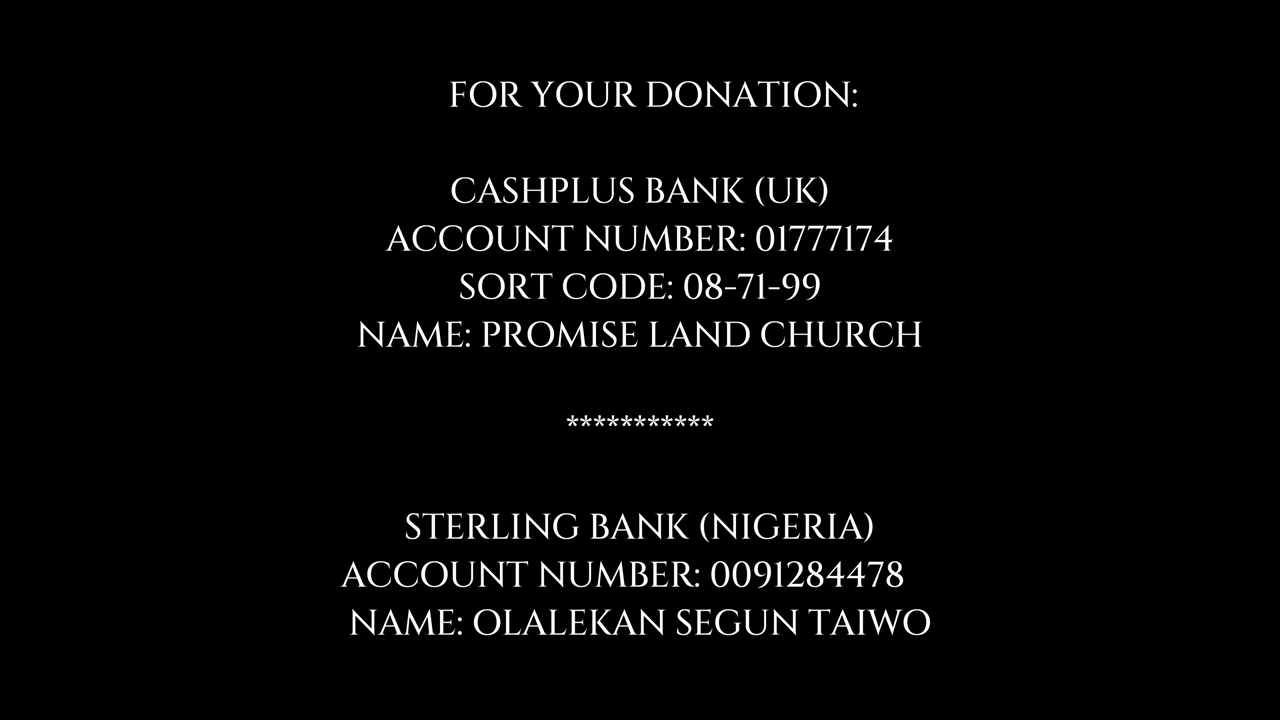 FOR YOUR DONATION:
CASHPLUS BANK (UK)
ACCOUNT NUMBER: 01777174
SORT CODE: 08-71-99
NAME: PROMISE LAND CHURCH
***********
STERLING BANK (NIGERIA)
ACCOUNT NUMBER: 0091284478
NAME: OLALEKAN SEGUN TAIWO